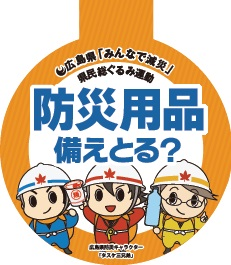 広島県「みんなで減災」
県民総ぐるみ運動
防災用品
備えとる?
広島県防災キャラクター
「タスケ三兄弟」